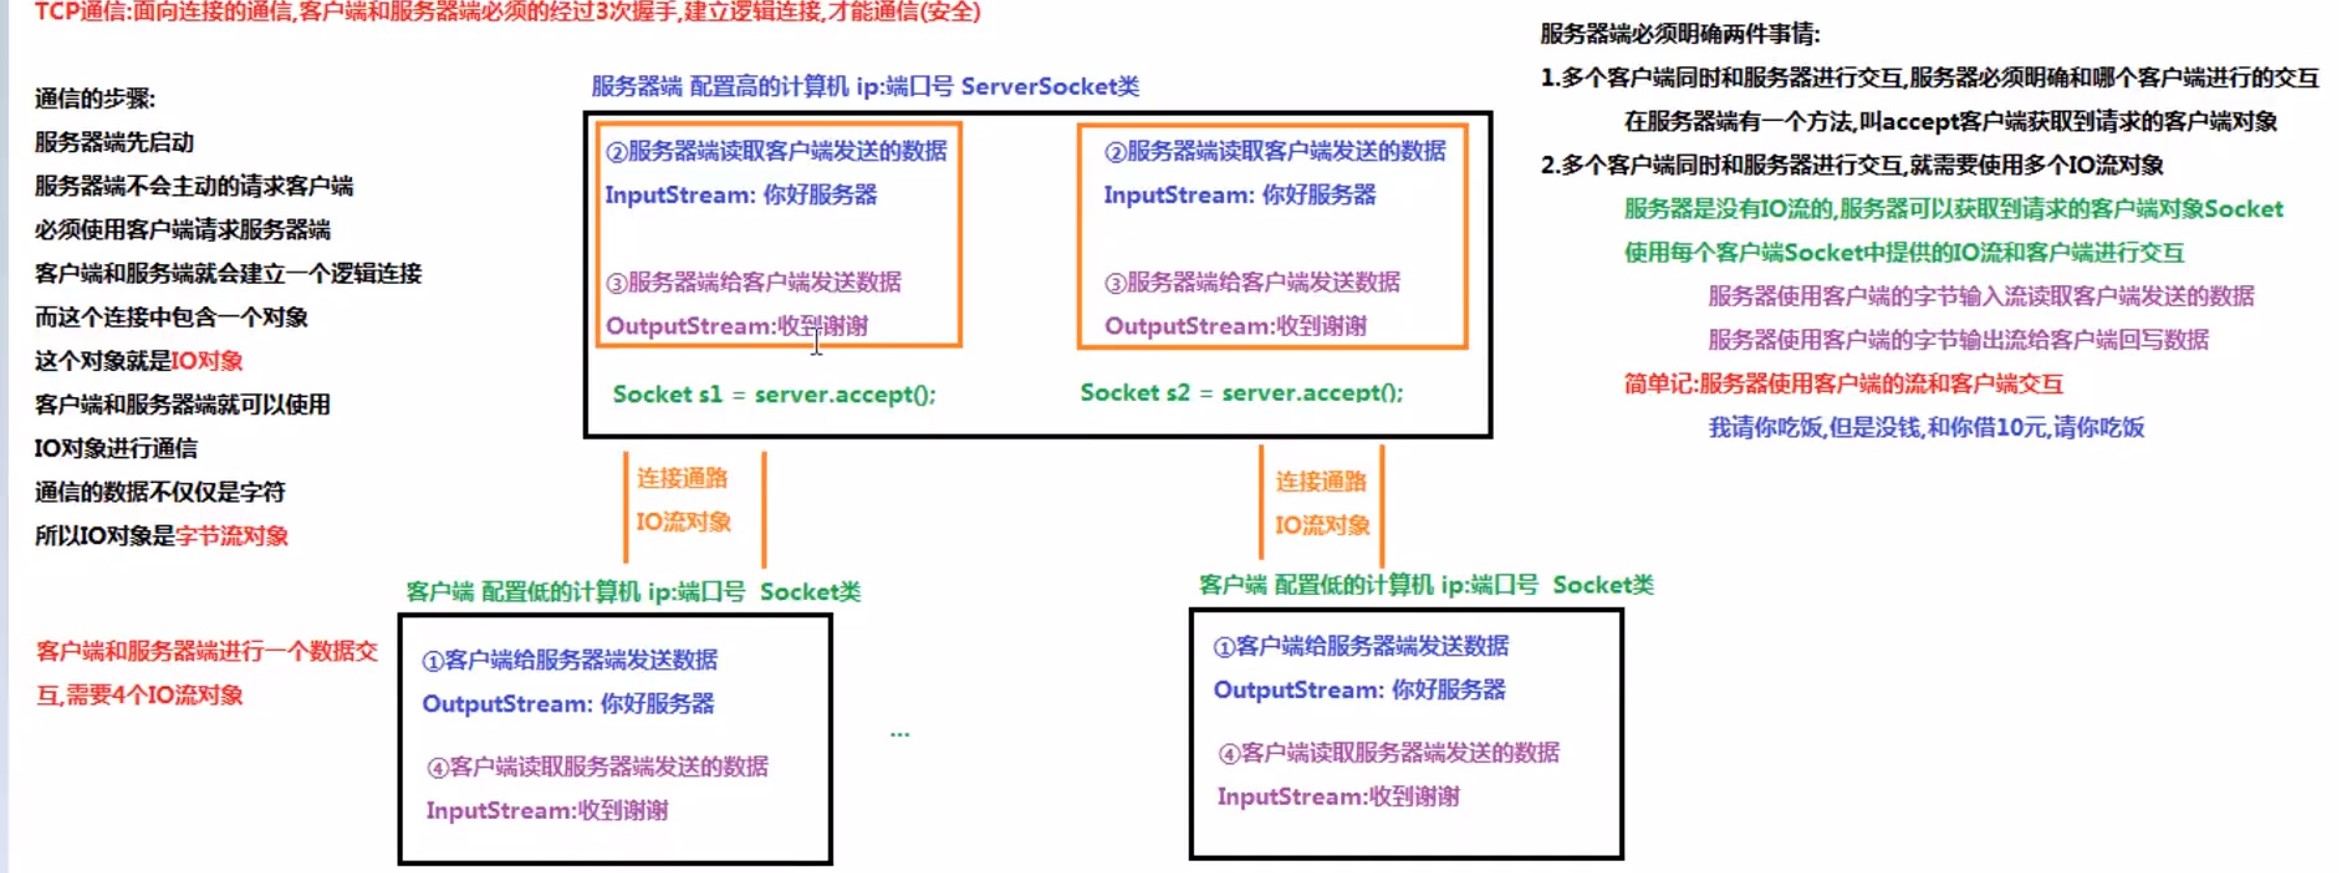 TCP通信:面向连接的通信,客户端和服务器端必须的经过3次握手,建立逻辑连接,才能通信(安全)
通信的步骤:
服务器端先启动
服务器端不会主动的请求客户端
必须使用客户端请求服务器端
客户端和服务端就会建立一个逻辑连接
而这个连接中包含一个对象
这个对象就是IO对象
客户端和服务器端就可以使用
IO对象进行通信
通信的数据不仅仅是字符
所以IO对象是字节流对象
客户端和服务器端进行一个数据交
互,需要4个IO流对象
服务器端 配置高的计算机 ip:端口号 ServerSocket类
②服务器端读取客户端发送的数据
InputStream: 你好服务器
③服务器端给客户端发送数据
OutputStream:收到谢谢
Socket s1 = server.accept();
②服务器端读取客户端发送的数据
InputStream: 你好服务器
③服务器端给客户端发送数据
OutputStream:收到谢谢
Socket s2 = server.accept();
连接通路
IO流对象
连接通路
IO流对象
客户端 配置低的计算机 ip:端口号 Socket类
①客户端给服务器端发送数据
OutputStream: 你好服务器
④客户端读取服务器端发送的数据
InputStream:收到谢谢
...
客户端 配置低的计算机 ip:端口号 Socket类
①客户端给服务器端发送数据
OutputStream: 你好服务器
④客户端读取服务器端发送的数据
InputStream:收到谢谢
服务器端必须明确两件事情:
1.多个客户端同时和服务器进行交互,服务器必须明确和哪个客户端进行的交互
在服务器端有一个方法,叫accept客户端获取到请求的客户端对象
2.多个客户端同时和服务器进行交互,就需要使用多个IO流对象
服务器是没有IO流的,服务器可以获取到请求的客户端对象Socket
使用每个客户端Socket中提供的IO流和客户端进行交互
服务器使用客户端的字节输入流读取客户端发送的数据
服务器使用客户端的字节输出流给客户端回写数据
简单记:服务器使用客户端的流和客户端交互
我请你吃饭,但是没钱,和你借10元,请你吃饭